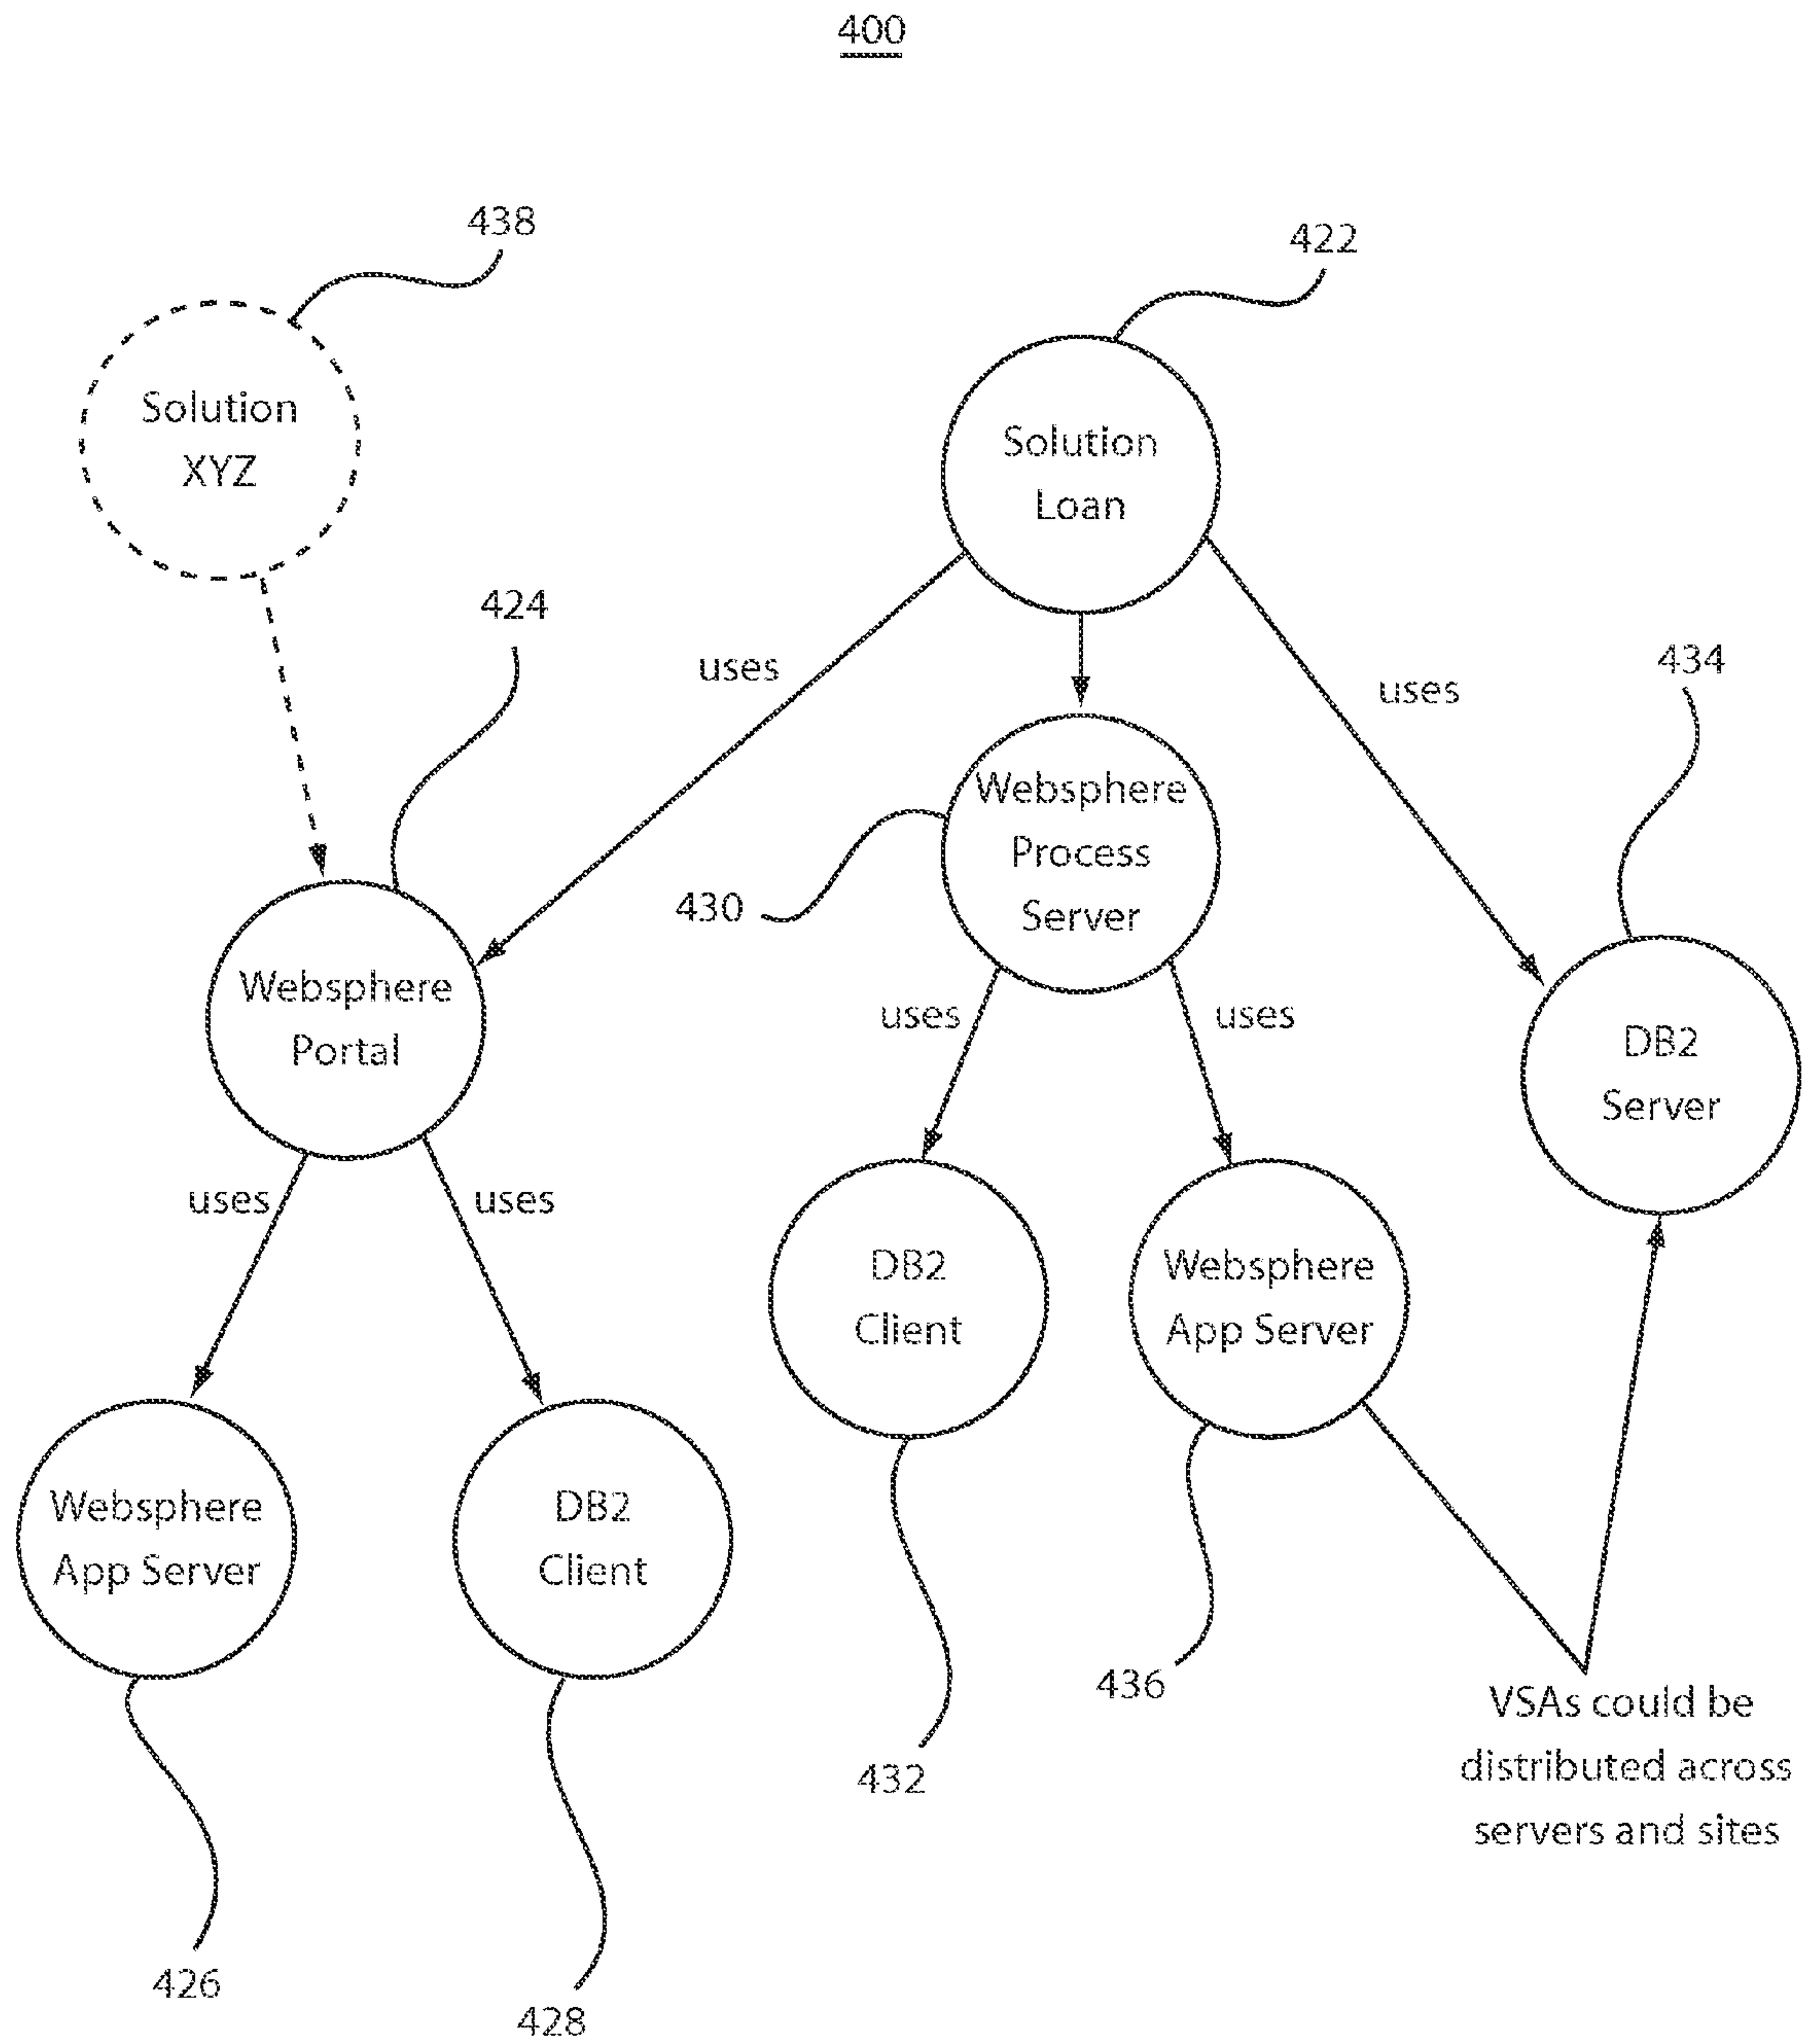 400
438
422
Solution
XYZ
Solution
Loan
424
uses
uses
434
430
Websphere
Process
Server
Websphere
Portal
uses
uses
DB2
Server
uses
uses
DB2
Client
Websphere
App Server
Websphere
App Server
DB2
Client
436
VSAs could be
distributed across
servers and sites
432
426
428